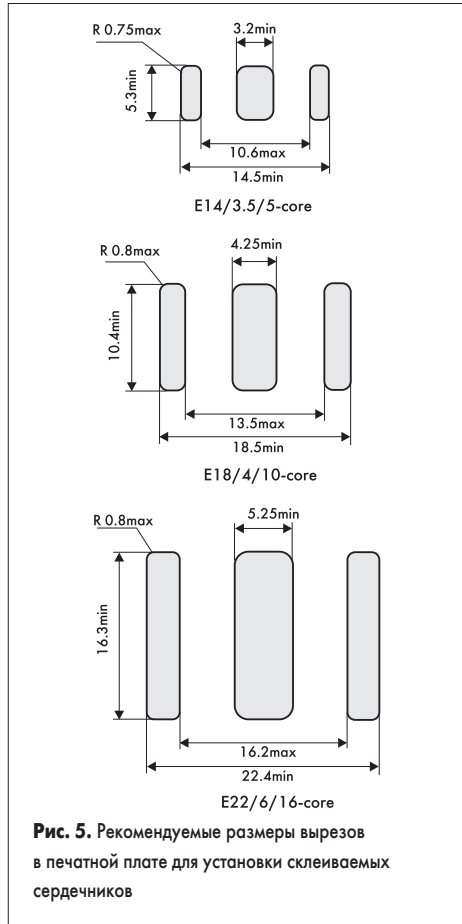 R 0.75max
3.2min
5.3min
10.6max
14.5min
E14/3.5/5-core
R 0.8max
4.25min
10.4min
13.5max
18.5min
E18/4/10-core
R 0.8max
5.25min
16.3min
16.2max
22.4min
E22/6/16-core
Рис. 5. Рекомендуемые размеры вырезов
в печатной плате для установки склеиваемых
сердечников